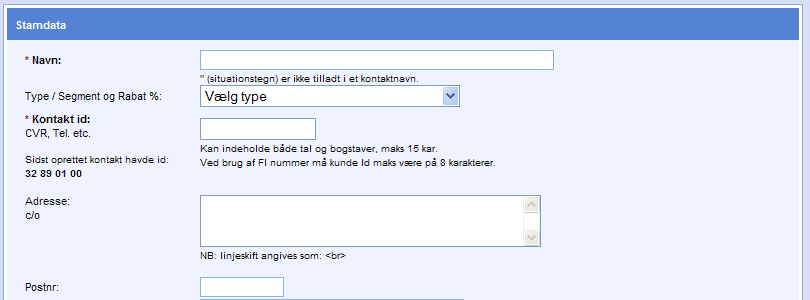 Stamdata
* Navn:
" (situationstegn) er ikke tilladt i et kontaktnavn.
Type / Segment og Rabat %: Vælg type
* Kontakt id:
CVR, Tel. etc.
Kan indeholde både tal og bogstaver, maks 15 kar.
Sidst oprettet kontakt havde id:
Ved brug af FI nummer må kunde Id maks være på 8 karakterer.
32 89 01 00
Adresse:
c/o
NB: linjeskift angives som: <br>
Postnr: